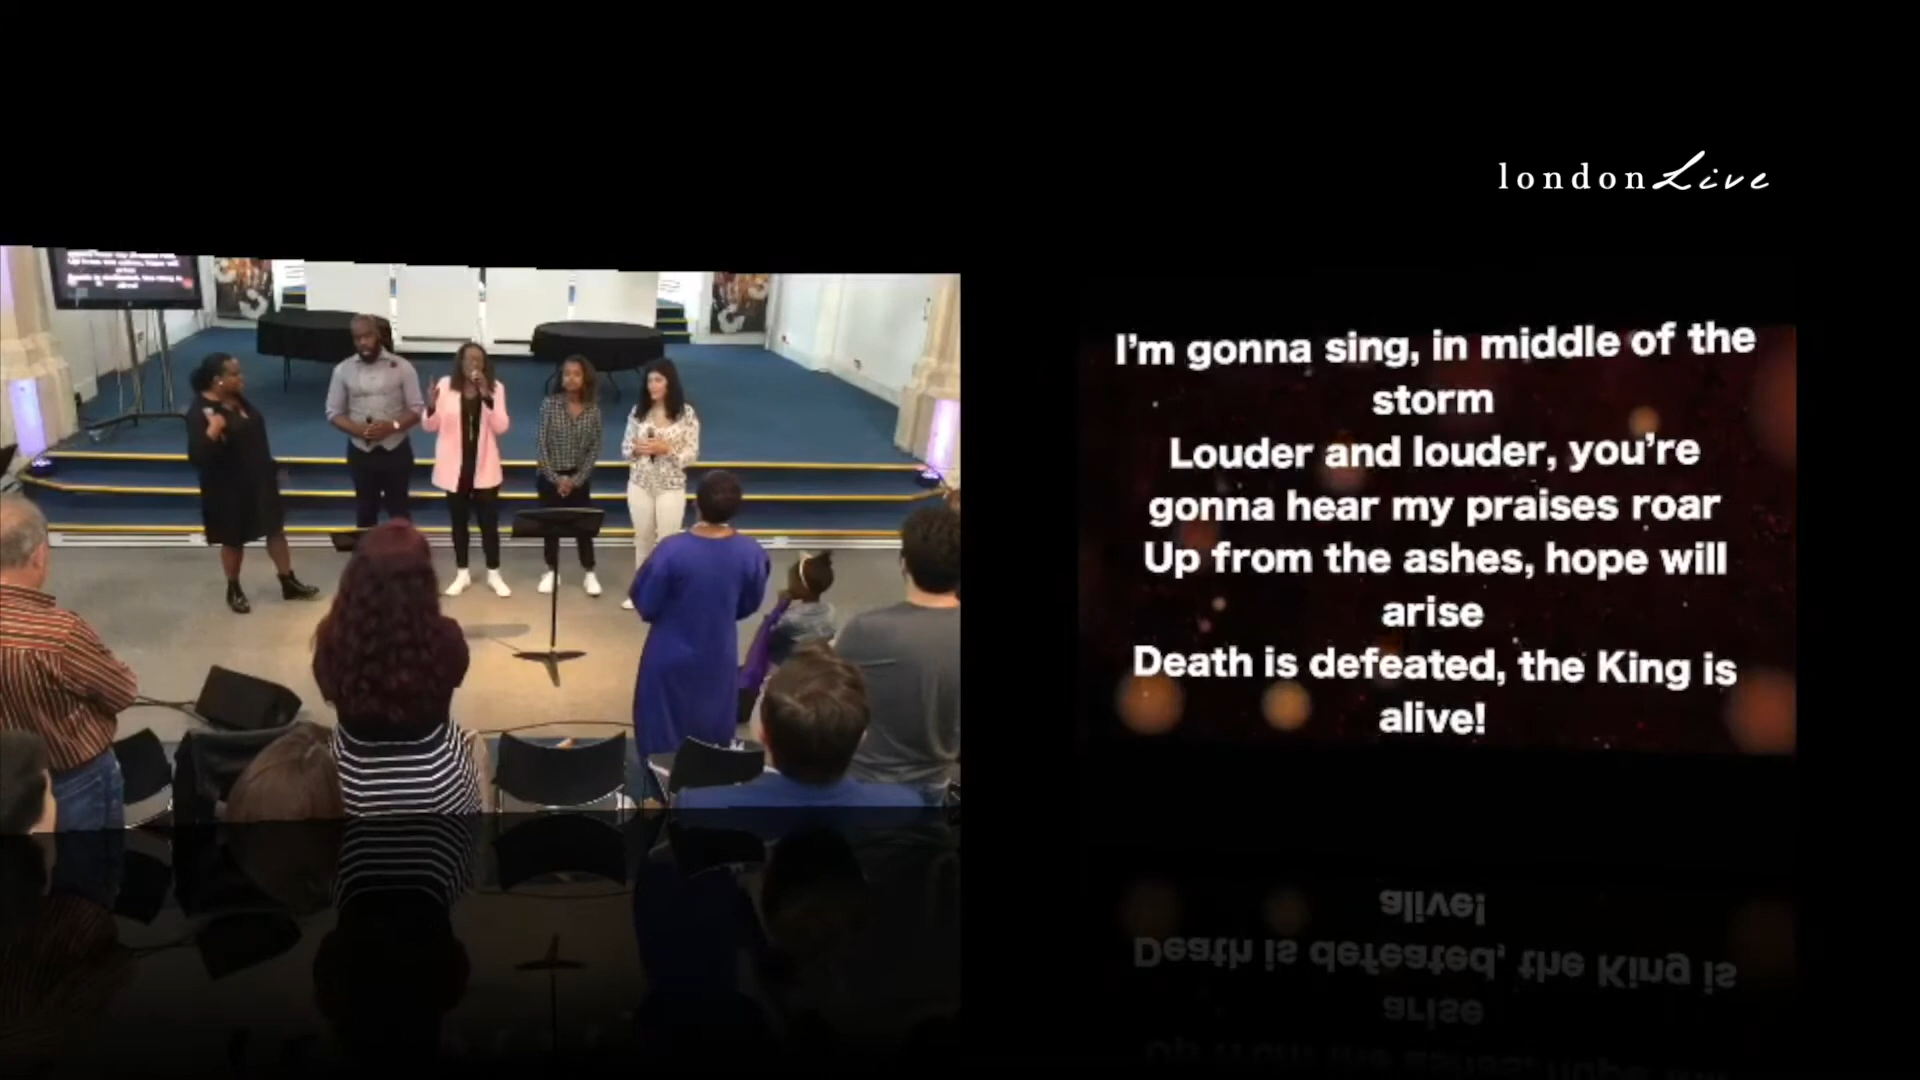 londonLive
I'm gonna sing, in middle of the
storm
Louder and louder, you're
gonna hear my praises roar
Up from the ashes, hope will
arise
Death is defeated, the King is
alive!